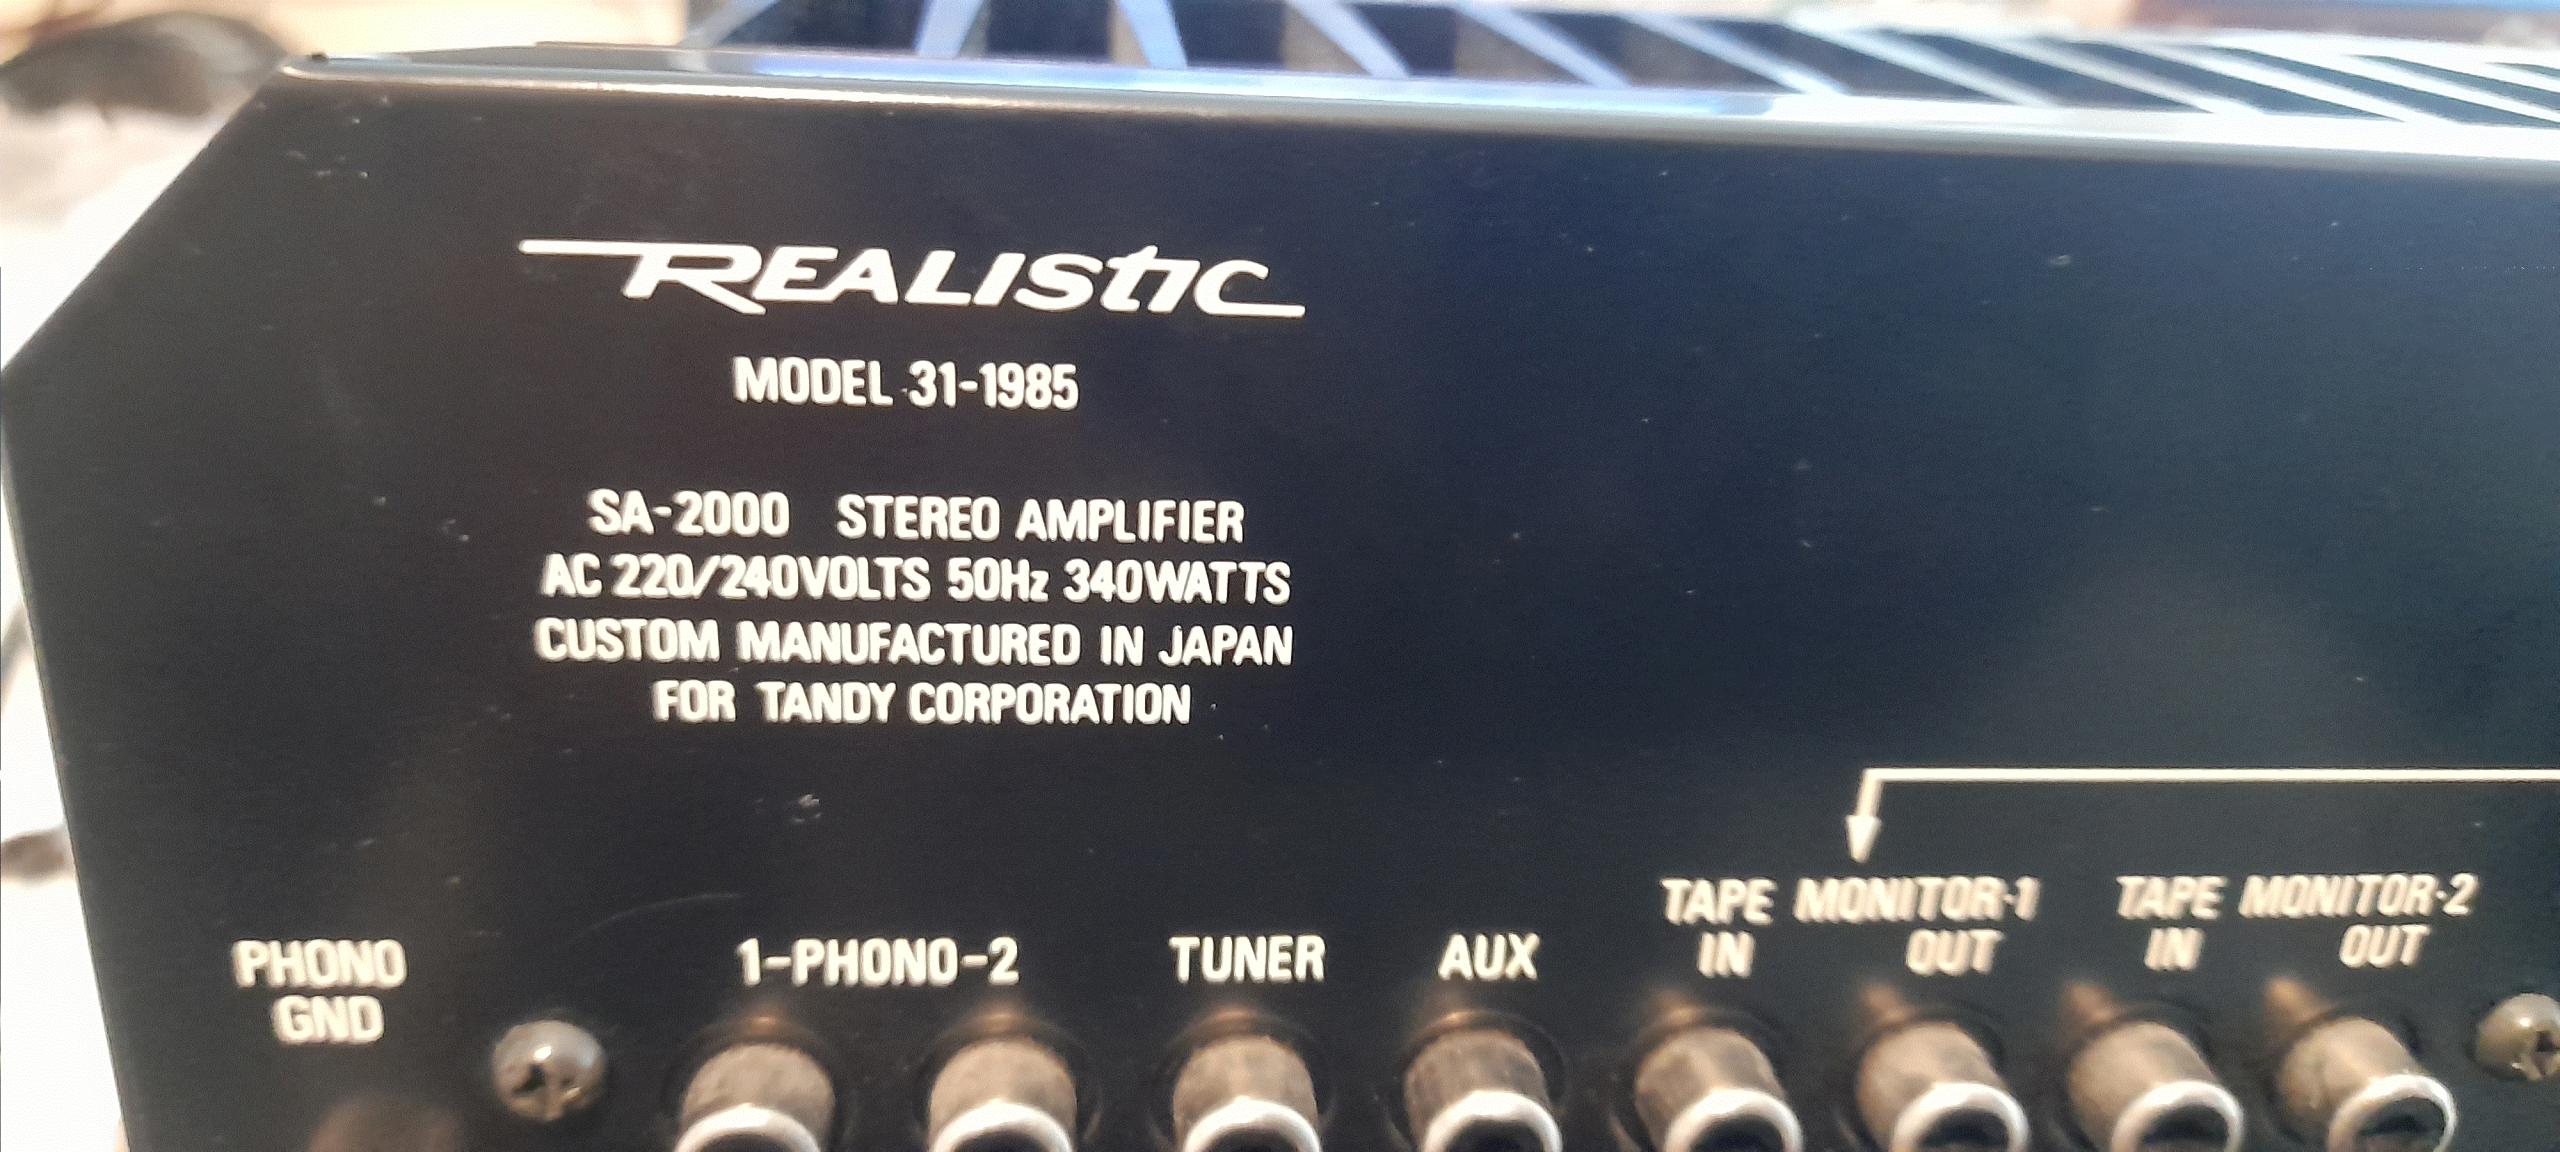 REALISTIC
MODEL 31-1985
SA-2000 STEREO AMPLIFIER
AC 220/240VOLTS 50Hz 340WATTS
CUSTOM MANUFACTURED IN JAPAN
FOR TANDY CORPORATION
TAPE MONITOR-1 TAPE MONITOR-2
PHONO 1-PHONO-2 TUNER AUX IN OUT IN OUT
GND